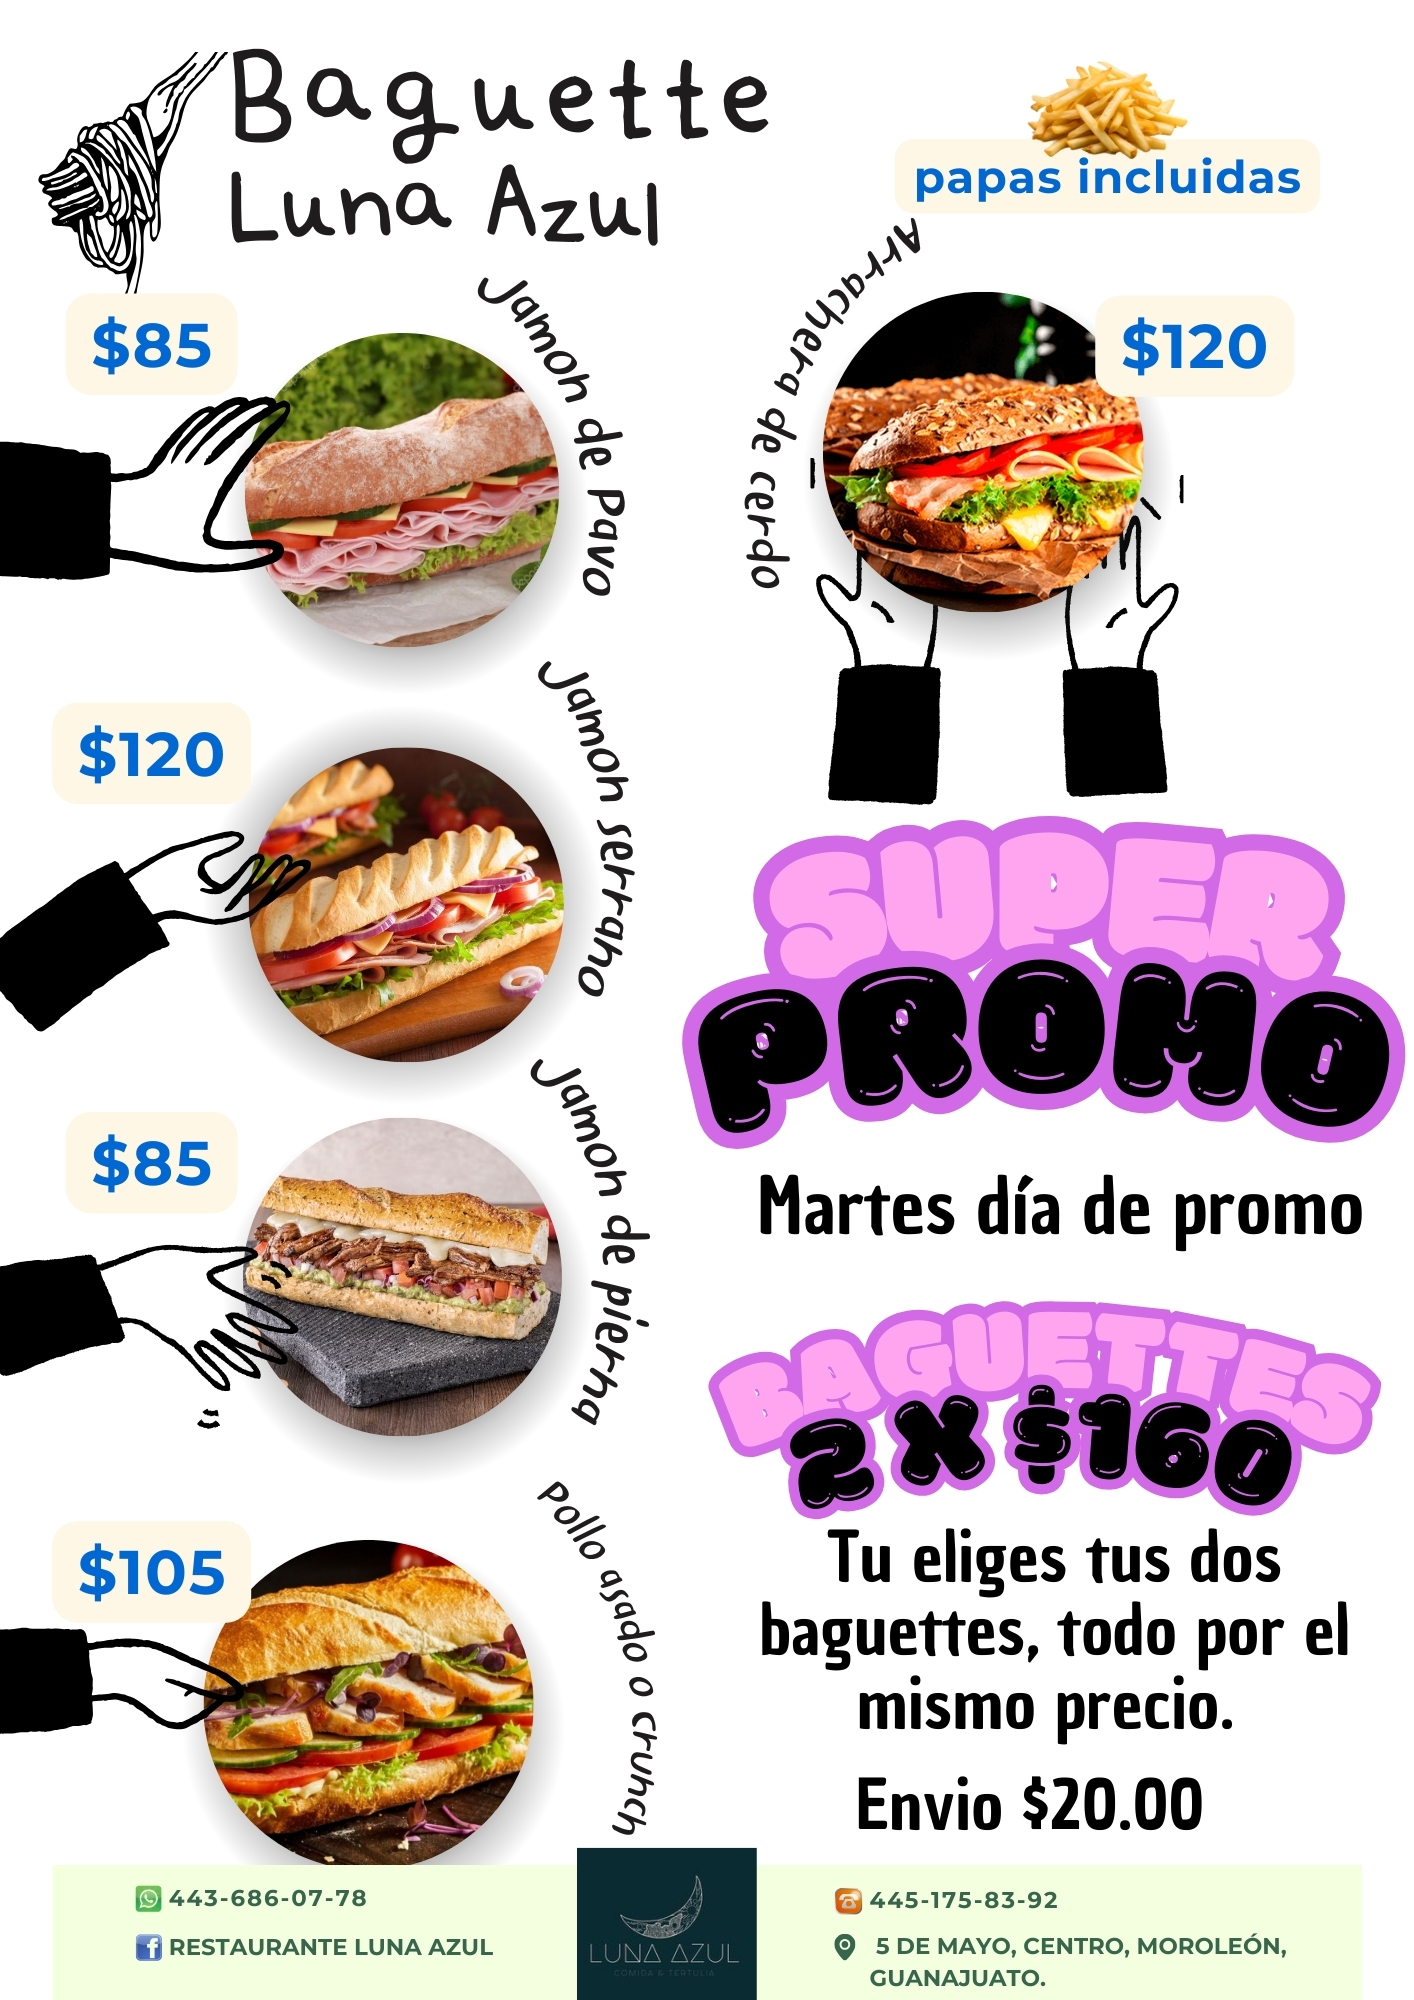 Baguette
Luna Azul
papas incluidas
$85
Jamon de Pavo
Arrachera de cerdo
$120
$120
Jamon serrano
SUPER
PROMO
$85
Jamon de pierna
Martes día de promo
BAGUETTES
2 X $160
$105
Pollo asado o crunch
Tu eliges tus dos
baguettes, todo por el
mismo precio.
Envio $20.00
443-686-07-78
RESTAURANTE LUNA AZUL
LUNA AZUL
COMIDA & TERTULIA
445-175-83-92
5 DE MAYO, CENTRO, MOROLEÓN,
GUANAJUATO.